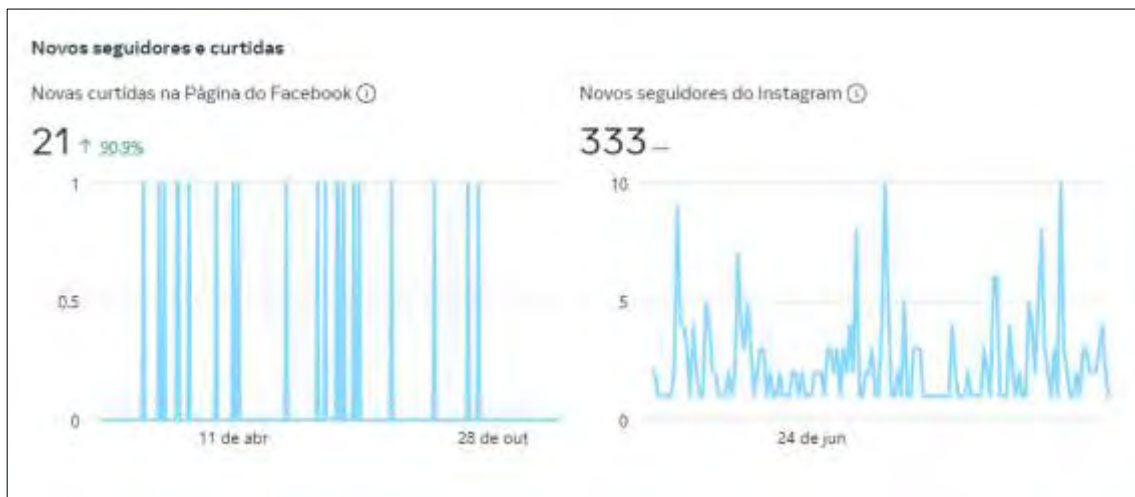 Novos seguidores e curtidas
Novas curtidas na Página do Facebook
21 ↑ 90.9%
1
0.5
0
11 de abr
28 de out
Novos seguidores do Instagram
333 —
10
5
0
24 de jun